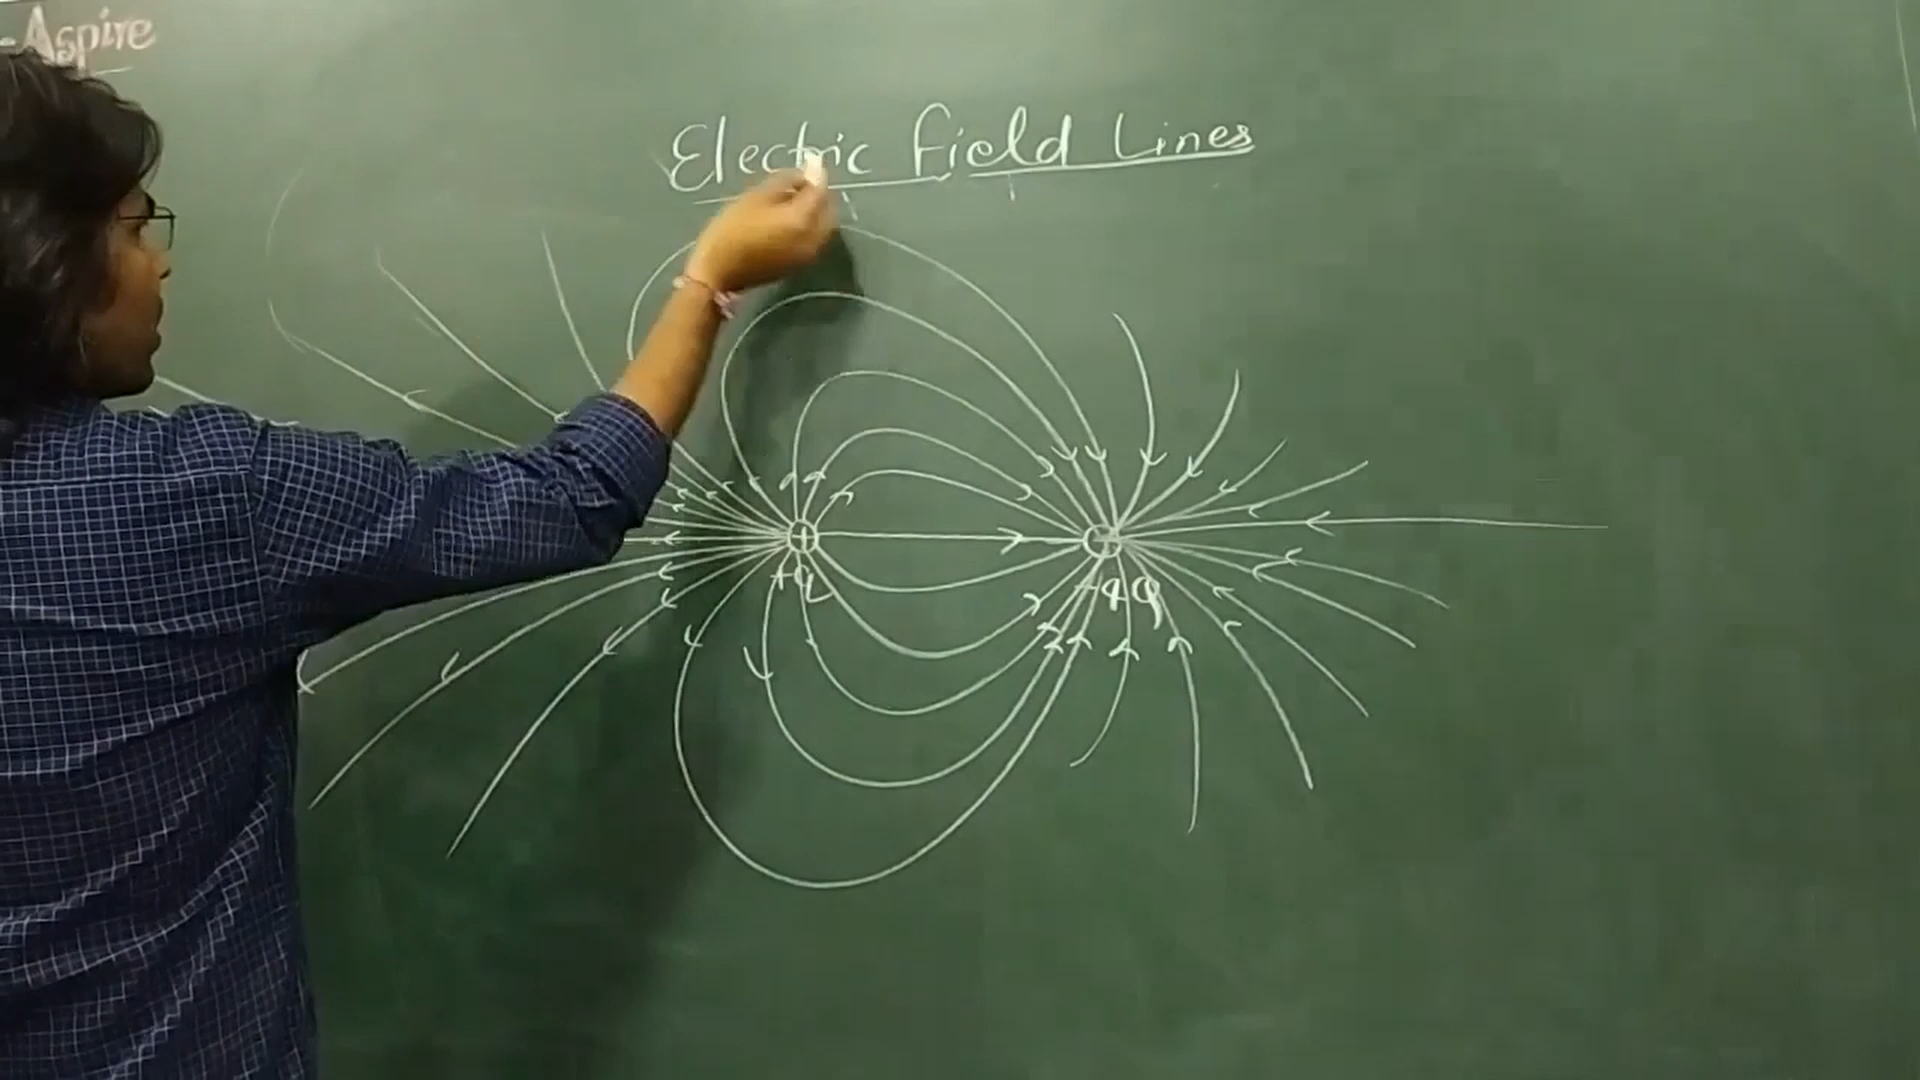 -Aspire
Electric Field Lines
+
+q
-q